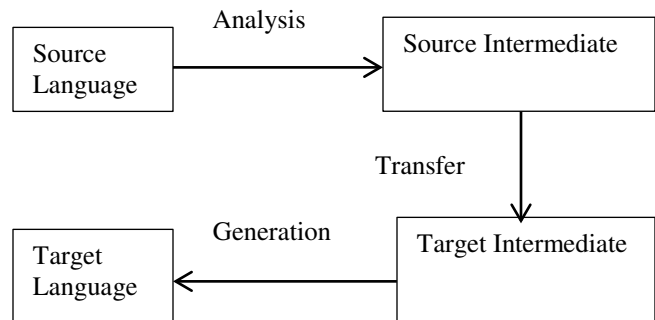 Analysis
Source
Language
Source Intermediate
Transfer
Generation
Target
Language
Target Intermediate